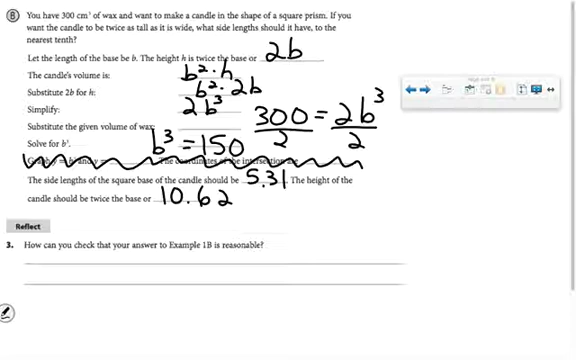 B You have 300 cm³ of wax and want to make a candle in the shape of a square prism. If you
want the candle to be twice as tall as it is wide, what side lengths should it have, to the
nearest tenth?
Let the length of the base be b. The height h is twice the base or 2b
The candle's volume is: b²·h
Substitute 2b for h: b²·2b
Simplify: 2b³
Substitute the given volume of wax: 300 = 2b³
2 2
Solve for b³. b³ = 150
The coordinates of the intersection are
The side lengths of the square base of the candle should be 5.31. The height of the
candle should be twice the base or 10.62
Reflect
3. How can you check that your answer to Example 1B is reasonable?